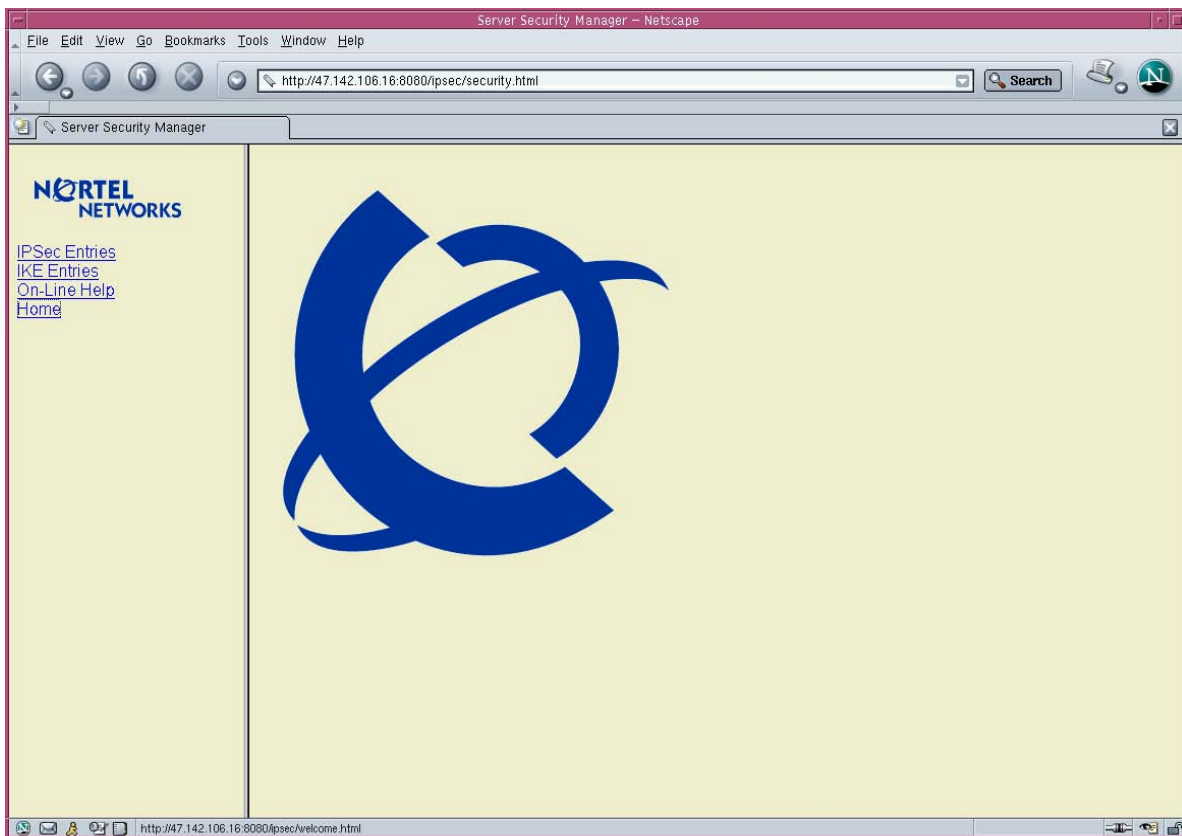 Server Security Manager – Netscape
File Edit View Go Bookmarks Tools Window Help
http://47.142.106.16:8080/ipsec/security.html
Search
N
Server Security Manager
NORTEL
NETWORKS
IPSec Entries
IKE Entries
On-Line Help
Home
http://47.142.106.16:8080/ipsec/welcome.html